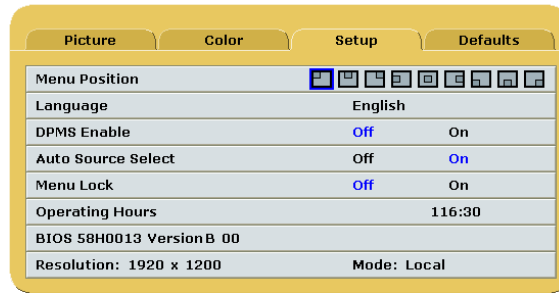 Picture Color Setup Defaults
Menu Position
Language English
DPMS Enable Off On
Auto Source Select Off On
Menu Lock Off On
Operating Hours 116:30
BIOS 58H0013 Version B 00
Resolution: 1920 x 1200 Mode: Local